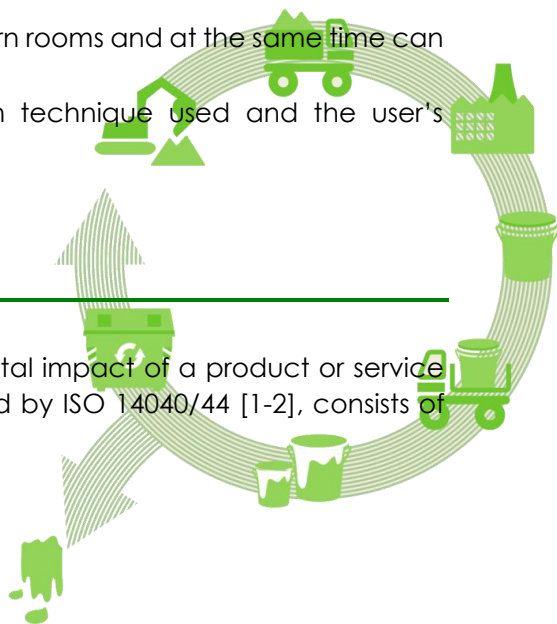 rn rooms and at the same time can
technique used and the user's
tal impact of a product or service
d by ISO 14040/44 [1-2], consists of